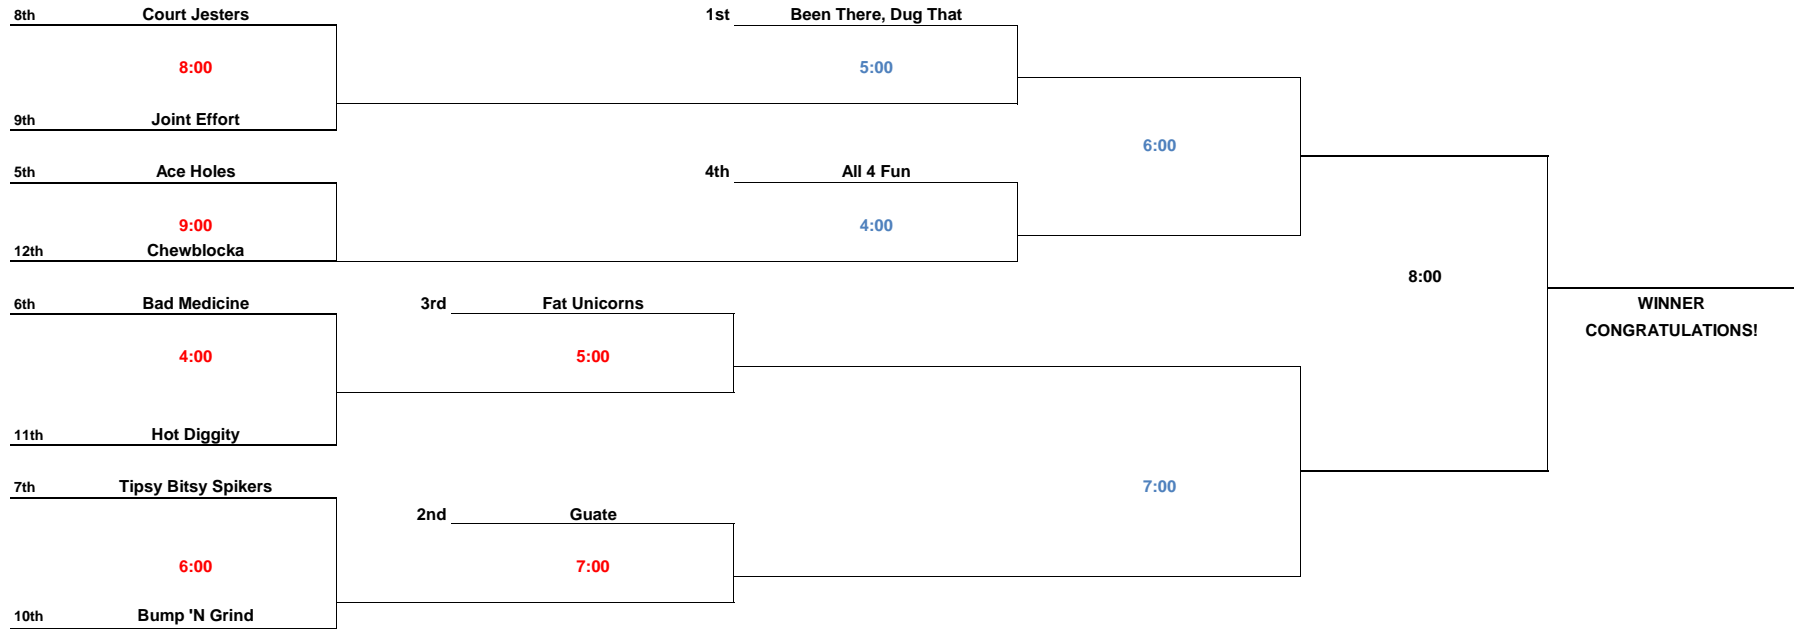 8th Court Jesters 1st Been There, Dug That
8:00 5:00
9th Joint Effort
6:00
5th Ace Holes 4th All 4 Fun
9:00 4:00
12th Chewblocka
8:00
6th Bad Medicine 3rd Fat Unicorns WINNER
CONGRATULATIONS!
4:00 5:00
11th Hot Diggity
7th Tipsy Bitsy Spikers 7:00
2nd Guate
6:00 7:00
10th Bump 'N Grind